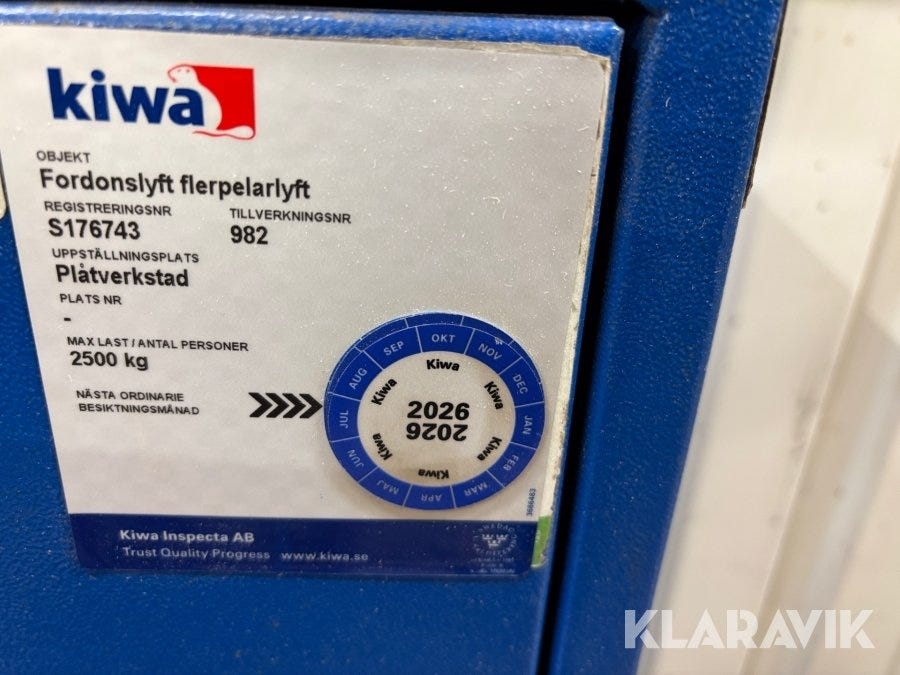 kiwa
OBJEKT
Fordonslyft flerpelarlyft
REGISTRERINGSNR TILLVERKNINGSNR
S176743 982
UPPSTÄLLNINGSPLATS
Plåtverkstad
PLATS NR
-
MAX LAST / ANTAL PERSONER
2500 kg
NÄSTA ORDINARIE
BESIKTNINGSMÅNAD
JAN
FEB
MAR
APR
MAJ
JUN
JUL
AUG
SEP
OKT
NOV
DEC
Kiwa
Kiwa
Kiwa
Kiwa
Kiwa
Kiwa
2026
2026
3666483
Kiwa Inspecta AB
Trust Quality Progress www.kiwa.se
KLARAVIK